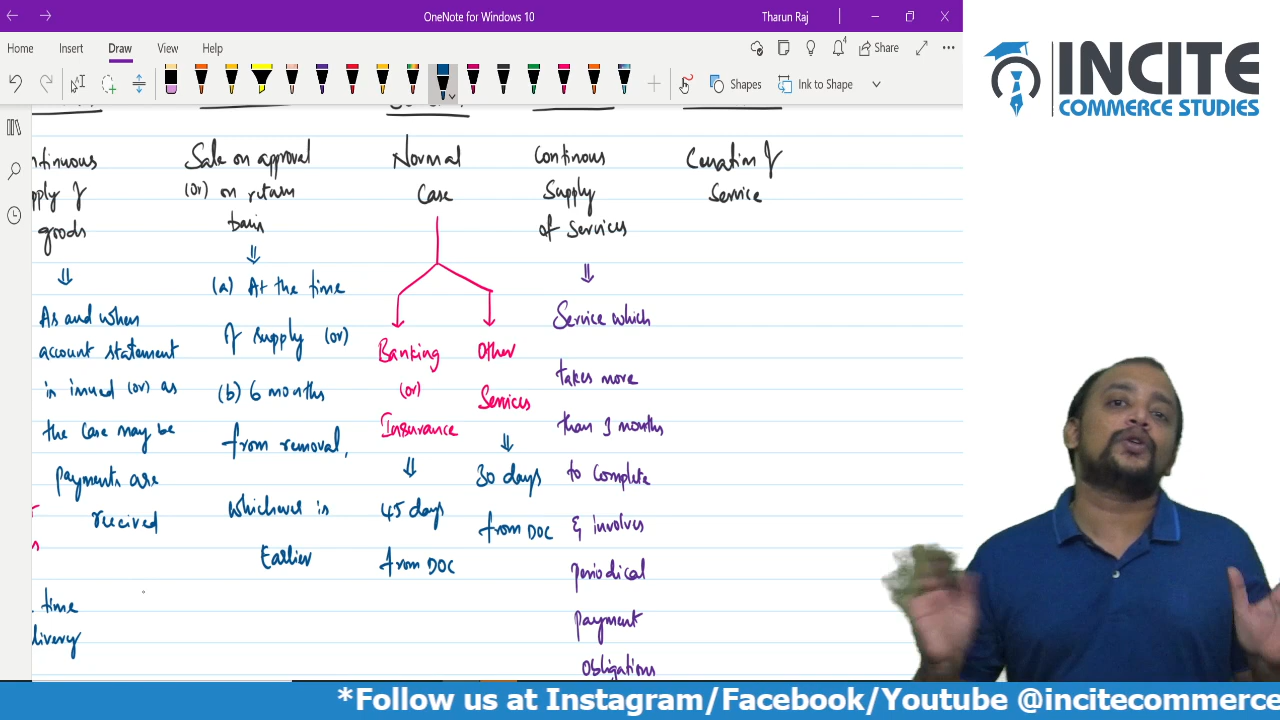 OneNote for Windows 10
Tharun Raj
Home Insert Draw View Help
4
Share
Shapes
Ink to Shape
INCITE
COMMERCE STUDIES
ntinuous
pply of
goods
As and when
account statement
is issued (or) as
the case may be
payments are
received
time
livery
Sale on approval
(or) on return
basis
(a) At the time
of supply (or)
(b) 6 months
from removal,
whichever is
Earlier
Normal
Case
Banking
(or)
Insurance
45 days
from DOC
Other
Services
30 days
from DOC
Continous
Supply
of Services
Service which
takes more
than 3 months
to complete
& involves
periodical
payment
obligations
Cessation of
Service
*Follow us at Instagram/Facebook/Youtube @incitecommerce